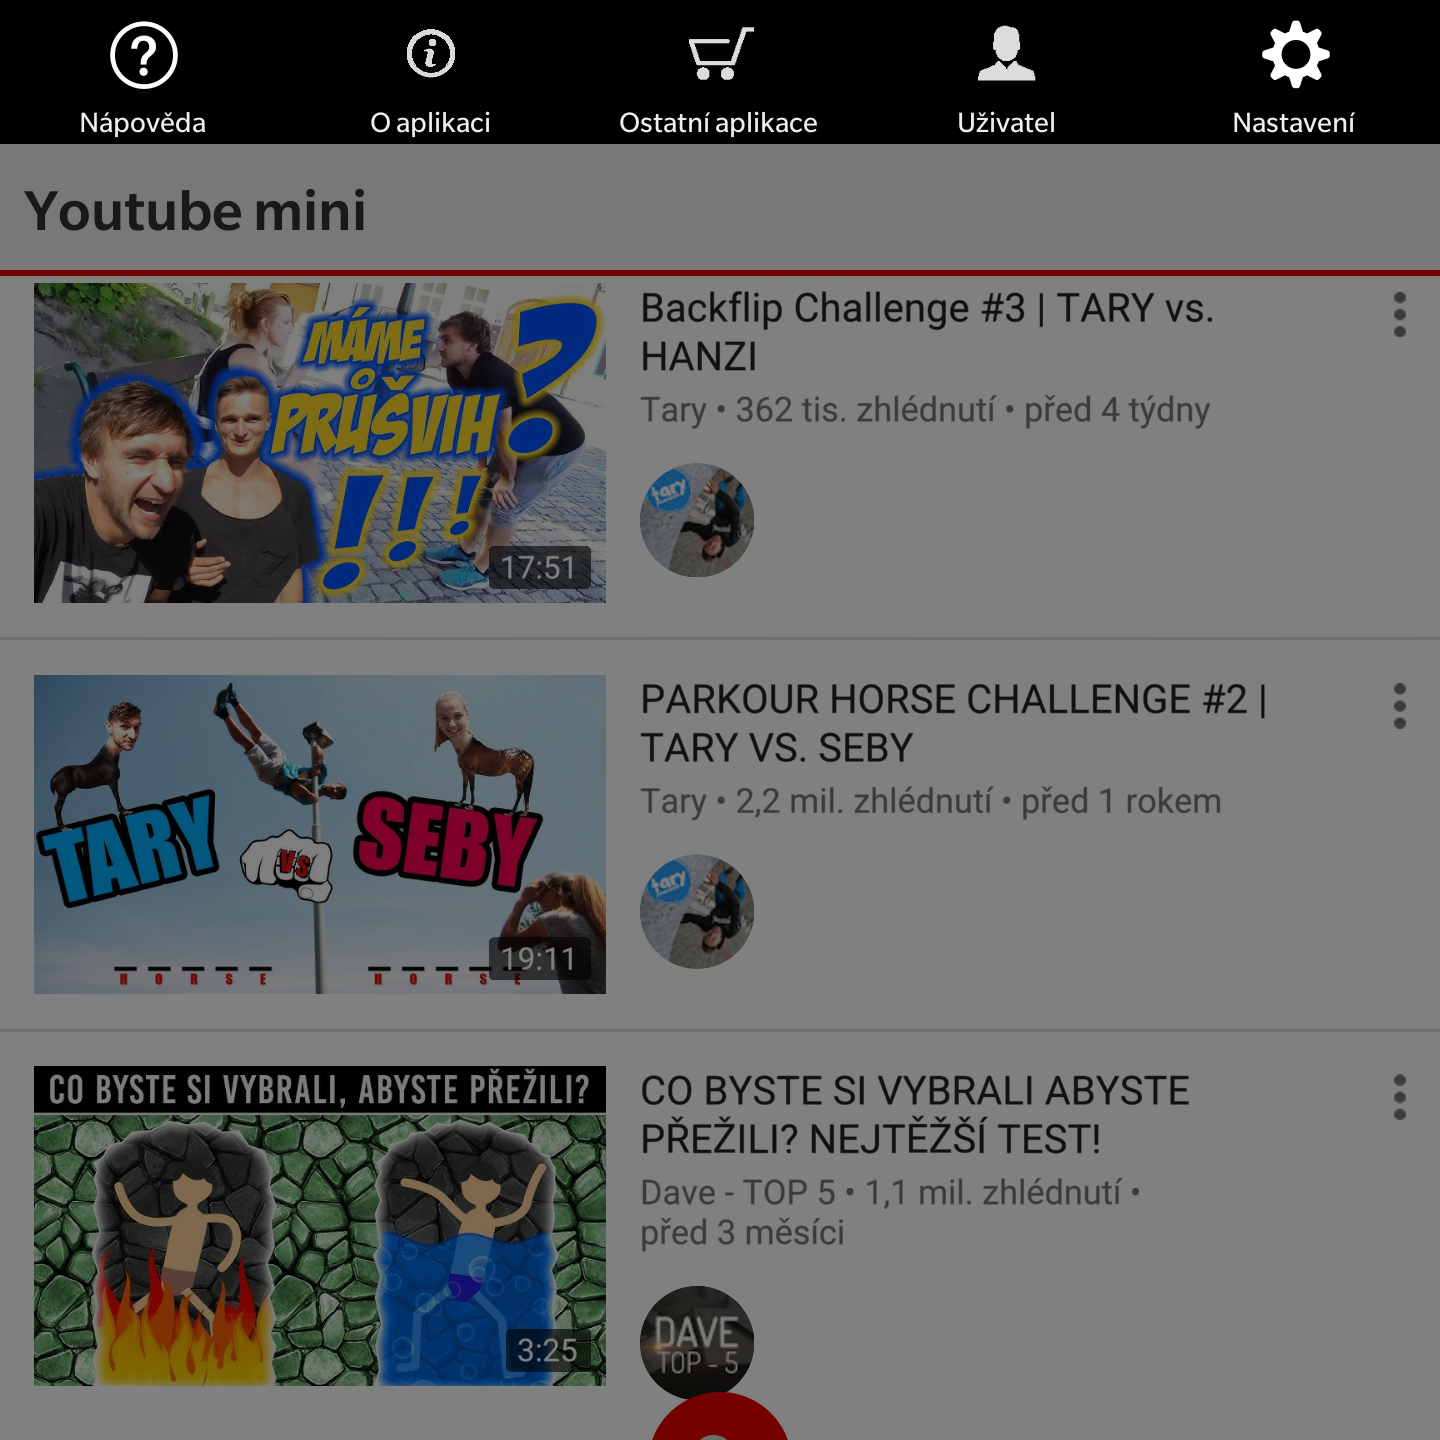 Nápověda
O aplikaci
Ostatní aplikace
Uživatel
Nastavení
Youtube mini
MÁME
PRŮŠVIH
?
!!!
17:51
Backflip Challenge #3 | TARY vs.
HANZI
Tary • 362 tis. zhlédnutí • před 4 týdny
tary
TARY
VS
SEBY
H O R S E
H O R S E
19:11
PARKOUR HORSE CHALLENGE #2 |
TARY VS. SEBY
Tary • 2,2 mil. zhlédnutí • před 1 rokem
tary
CO BYSTE SI VYBRALI, ABYSTE PŘEŽILI?
3:25
CO BYSTE SI VYBRALI ABYSTE
PŘEŽILI? NEJTĚŽŠÍ TEST!
Dave - TOP 5 • 1,1 mil. zhlédnutí •
před 3 měsíci
DAVE
TOP - 5